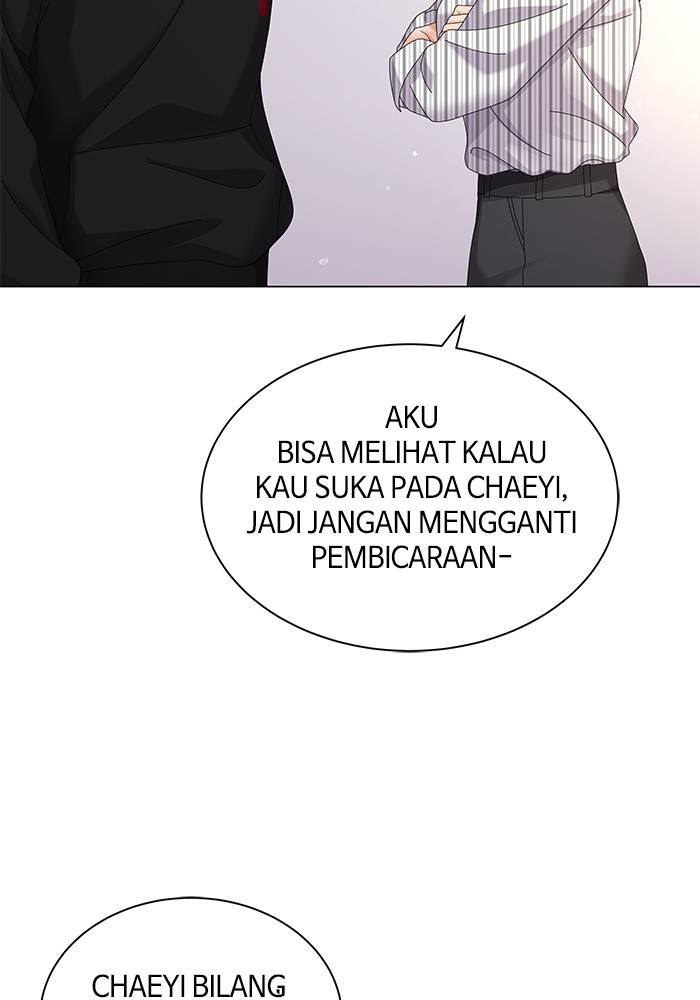 AKU
BISA MELIHAT KALAU
KAU SUKA PADA CHAEYI,
JADI JANGAN MENGGANTI
PEMBICARAAN-
CHAEYI BILANG